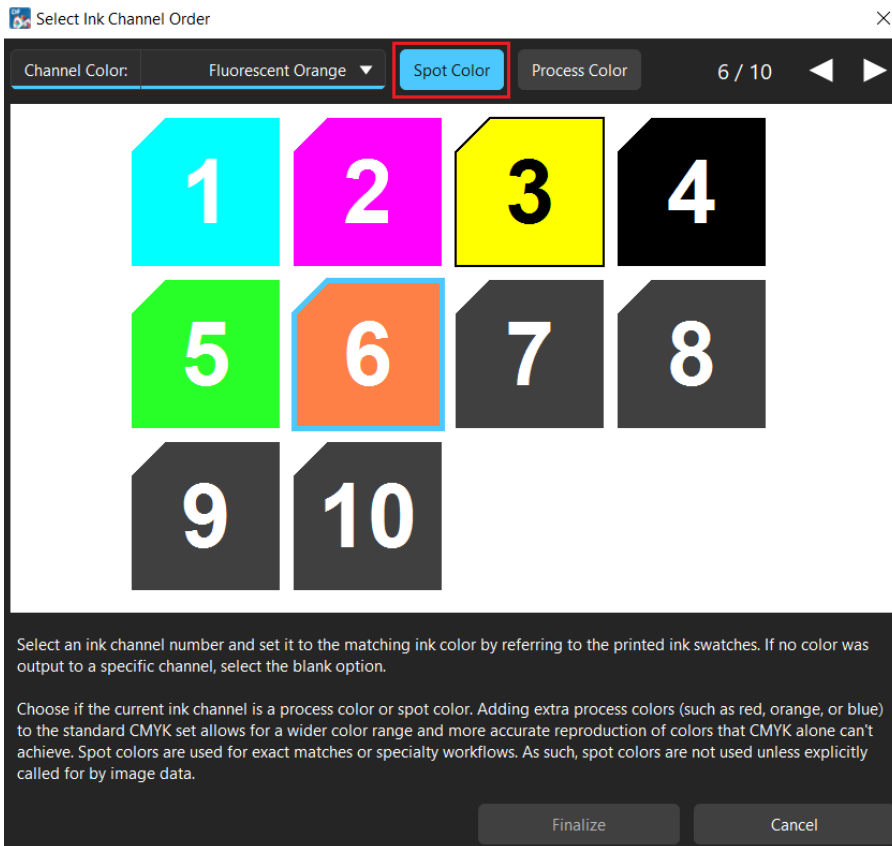 Select Ink Channel Order
Channel Color: Fluorescent Orange Spot Color Process Color 6 / 10
1 2 3 4
5 6 7 8
9 10
Select an ink channel number and set it to the matching ink color by referring to the printed ink swatches. If no color was
output to a specific channel, select the blank option.
Choose if the current ink channel is a process color or spot color. Adding extra process colors (such as red, orange, or blue)
to the standard CMYK set allows for a wider color range and more accurate reproduction of colors that CMYK alone can't
achieve. Spot colors are used for exact matches or specialty workflows. As such, spot colors are not used unless explicitly
called for by image data.
Finalize Cancel